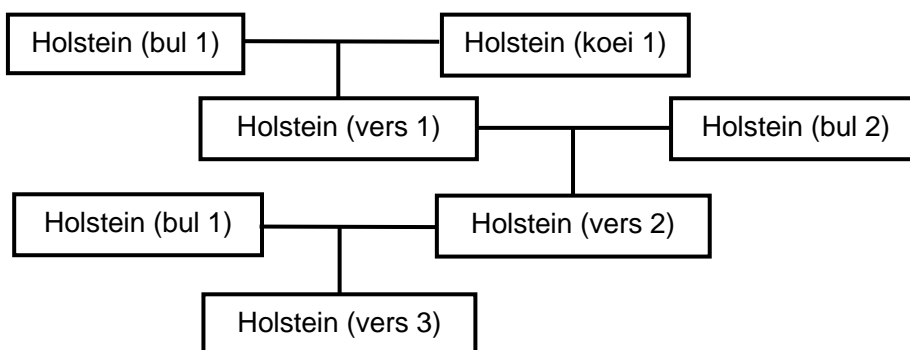 Holstein (bul 1) Holstein (koei 1)
Holstein (vers 1) Holstein (bul 2)
Holstein (bul 1) Holstein (vers 2)
Holstein (vers 3)